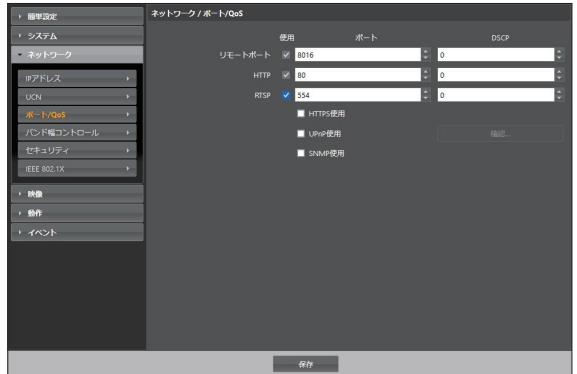 簡単設定
システム
ネットワーク
IPアドレス
UCN
ポート/QoS
バンド幅コントロール
セキュリティ
IEEE 802.1X
映像
動作
イベント
ネットワーク / ポート/QoS
使用 ポート DSCP
リモートポート 8016 0
HTTP 80 0
RTSP 554 0
HTTPS使用
UPnP使用 確認...
SNMP使用
保存